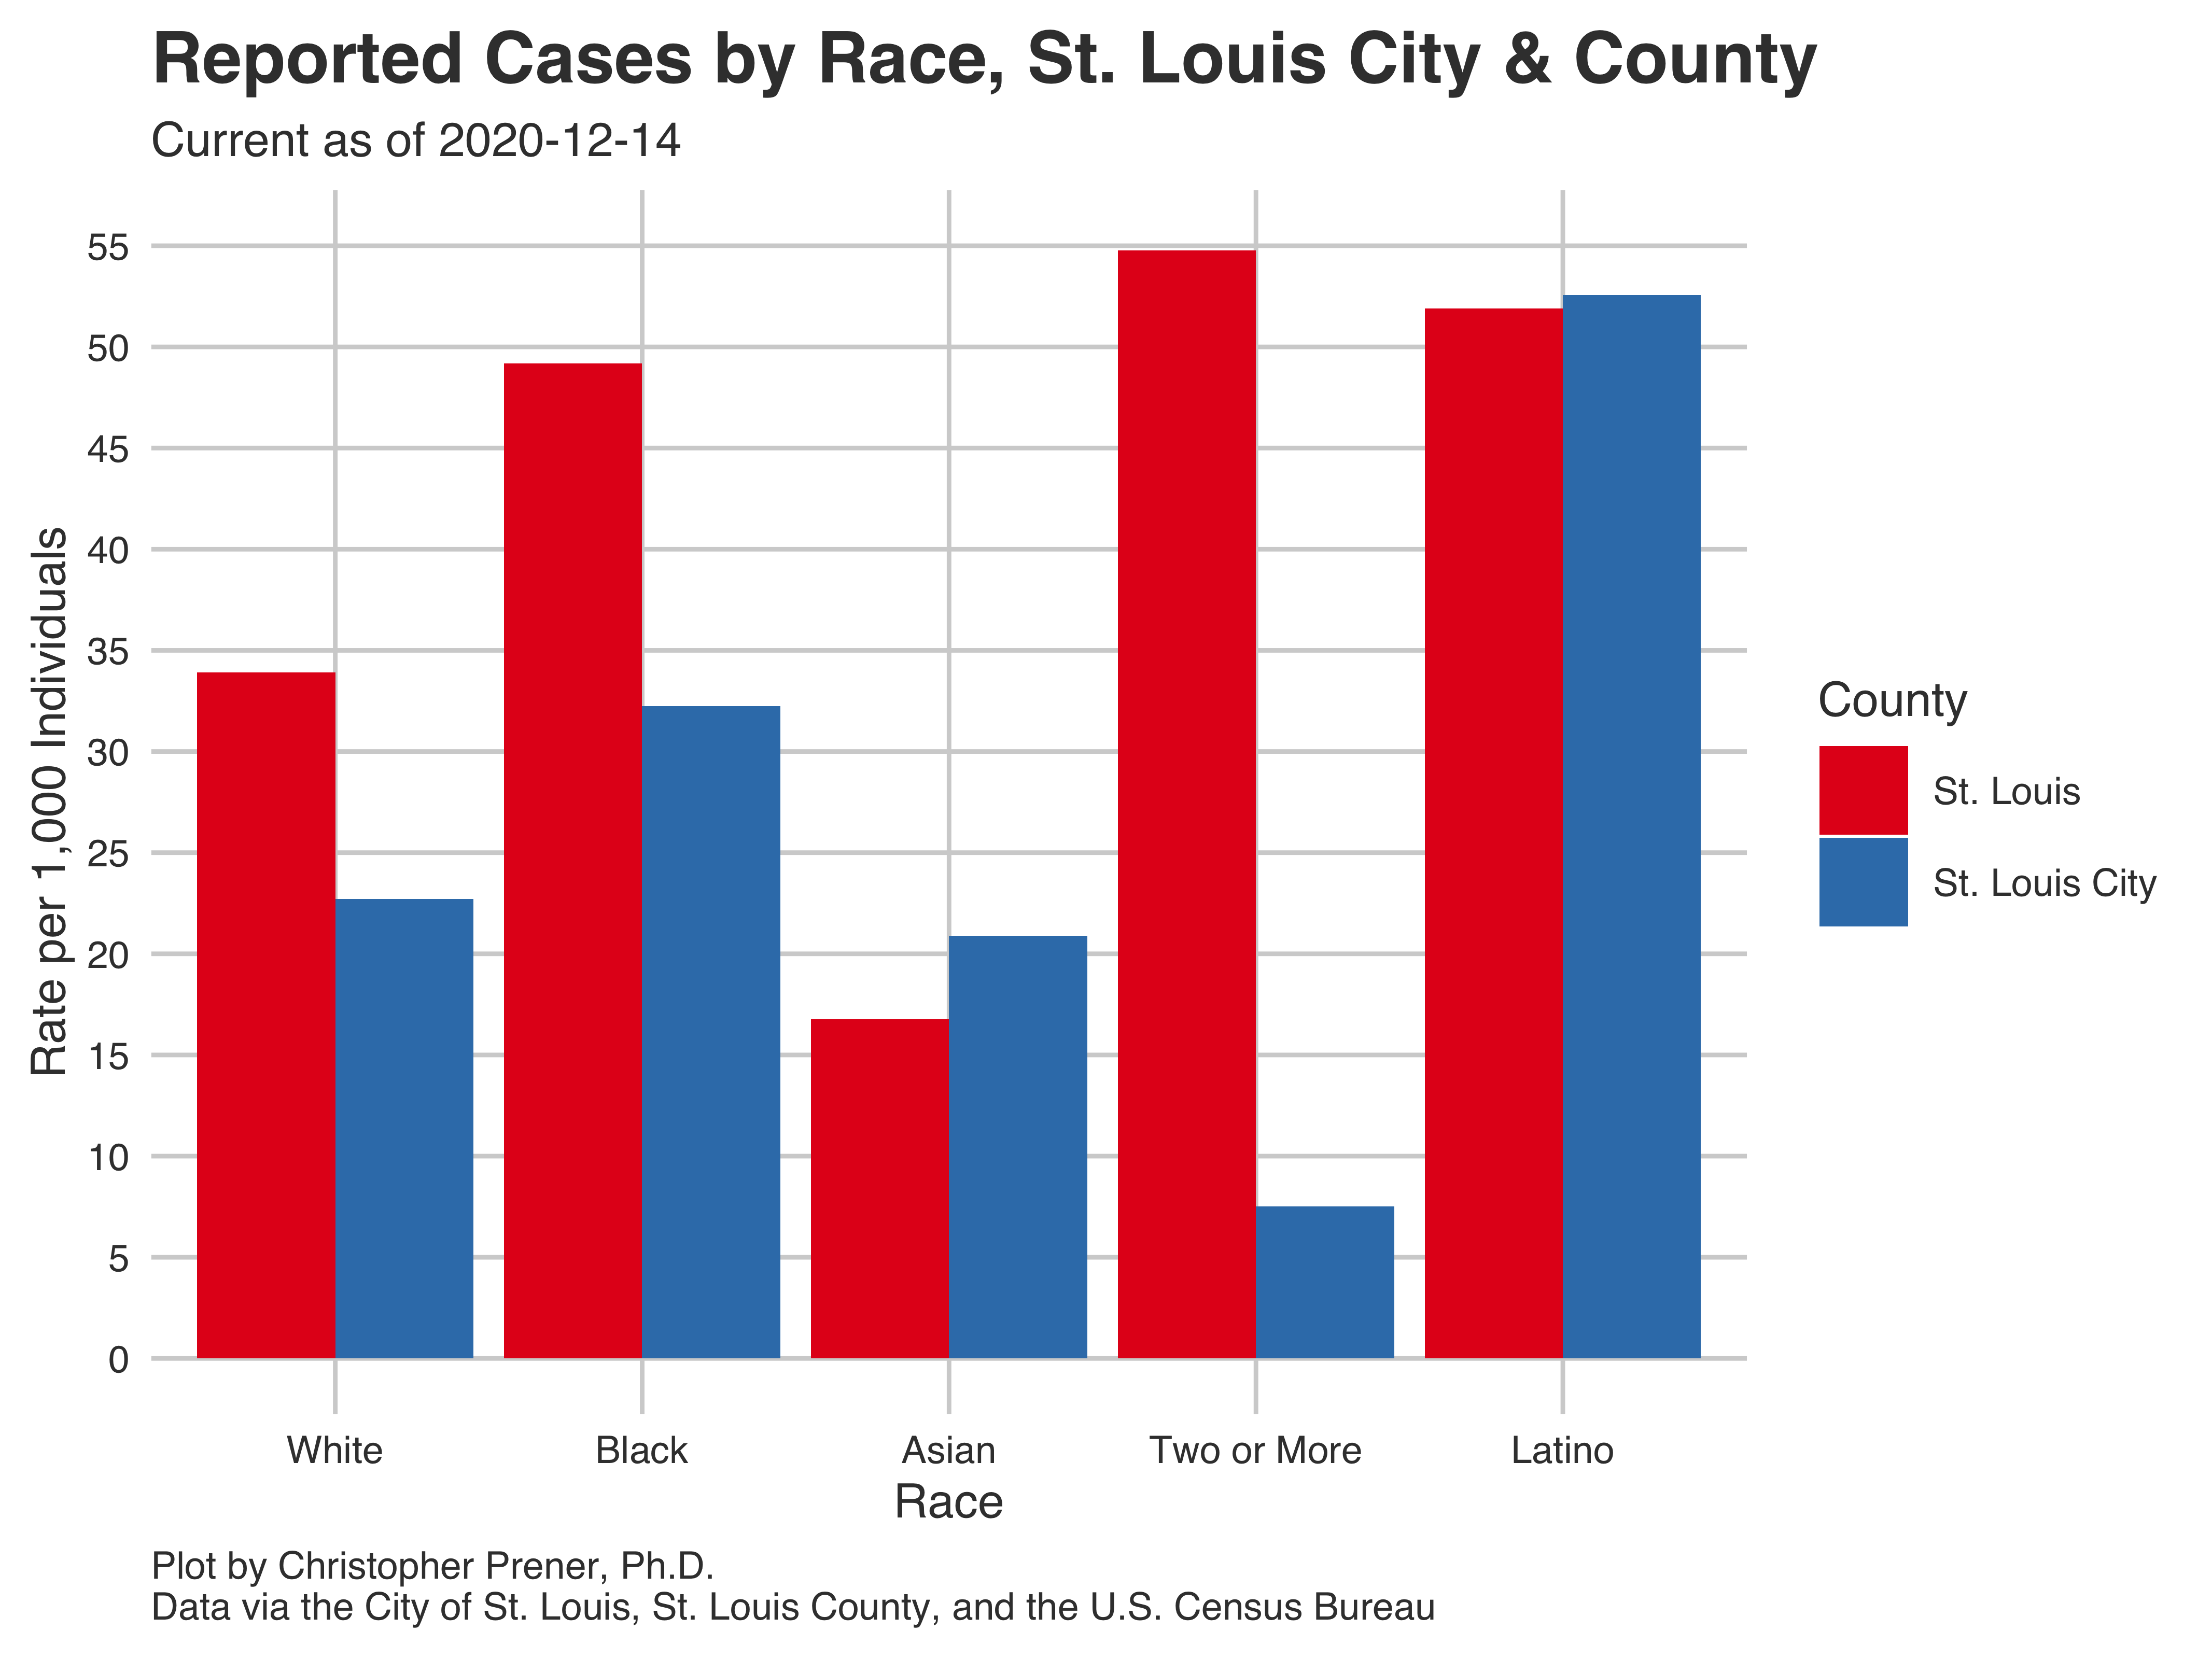 Reported Cases by Race, St. Louis City & County
Current as of 2020-12-14
55
50
45
40
35
30
25
20
15
10
5
0
Rate per 1,000 Individuals
White
Black
Asian
Two or More
Latino
Race
County
St. Louis
St. Louis City
Plot by Christopher Prener, Ph.D.
Data via the City of St. Louis, St. Louis County, and the U.S. Census Bureau